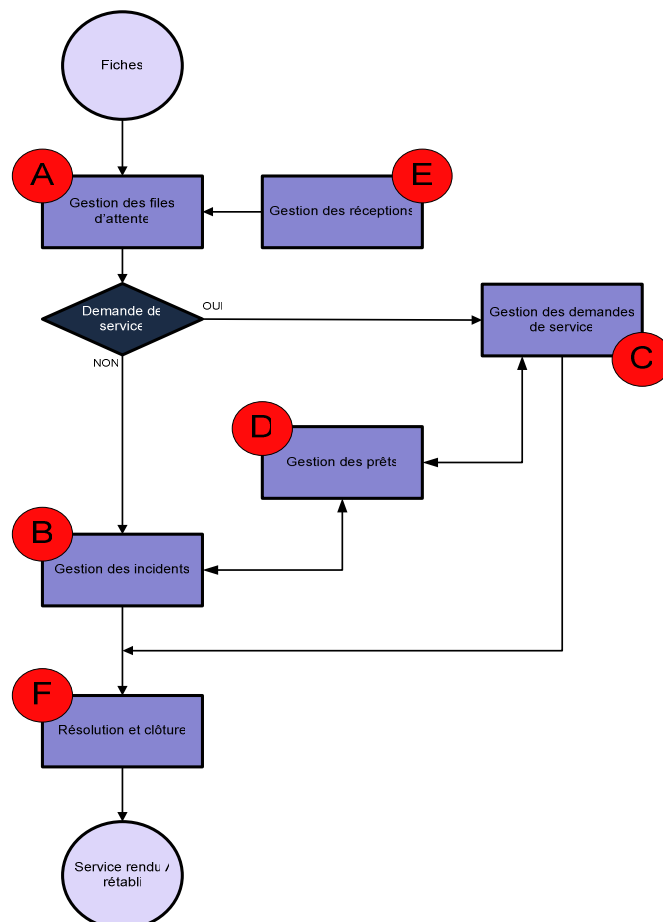 Fiches
A
E
Gestion des files
d'attente
Gestion des réceptions
Demande de
service
OUI
NON
Gestion des demandes
de service
C
D
Gestion des prêts
B
Gestion des incidents
F
Résolution et clôture
Service rendu /
rétabli